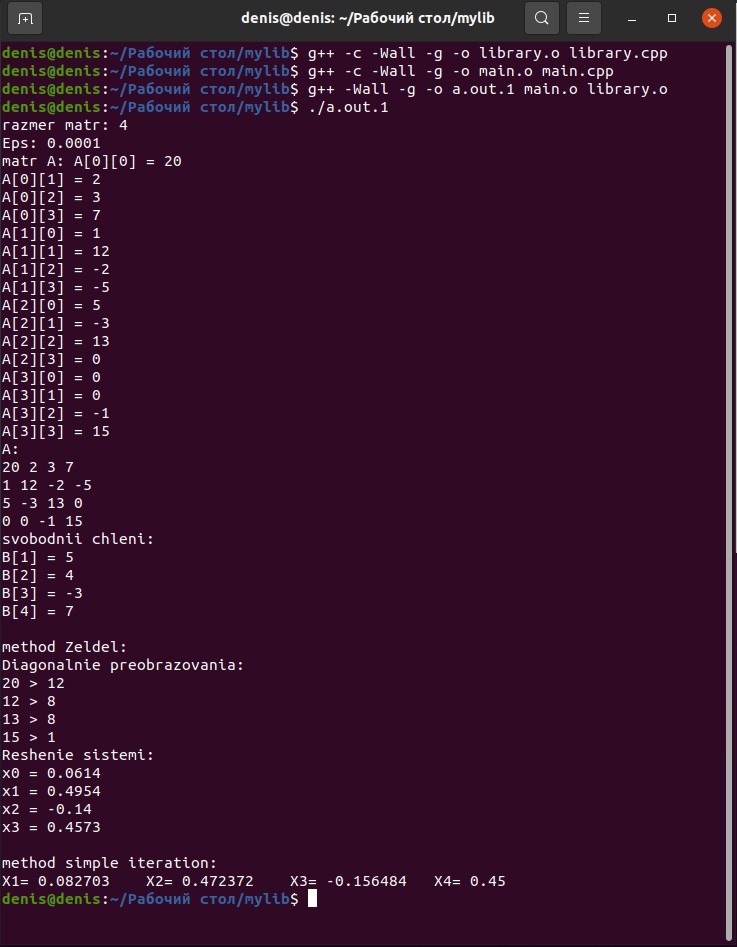 denis@denis: ~/Рабочий стол/mylib
denis@denis:~/Рабочий стол/mylib$ g++ -c -Wall -g -o library.o library.cpp
denis@denis:~/Рабочий стол/mylib$ g++ -c -Wall -g -o main.o main.cpp
denis@denis:~/Рабочий стол/mylib$ g++ -Wall -g -o a.out.1 main.o library.o
denis@denis:~/Рабочий стол/mylib$ ./a.out.1
razmer matr: 4
Eps: 0.0001
matr A: A[0][0] = 20
A[0][1] = 2
A[0][2] = 3
A[0][3] = 7
A[1][0] = 1
A[1][1] = 12
A[1][2] = -2
A[1][3] = -5
A[2][0] = 5
A[2][1] = -3
A[2][2] = 13
A[2][3] = 0
A[3][0] = 0
A[3][1] = 0
A[3][2] = -1
A[3][3] = 15
A:
20 2 3 7
1 12 -2 -5
5 -3 13 0
0 0 -1 15
svobodnii chleni:
B[1] = 5
B[2] = 4
B[3] = -3
B[4] = 7
method Zeldel:
Diagonalnie preobrazovania:
20 > 12
12 > 8
13 > 8
15 > 1
Reshenie sistemi:
x0 = 0.0614
x1 = 0.4954
x2 = -0.14
x3 = 0.4573
method simple iteration:
X1= 0.082703    X2= 0.472372    X3= -0.156484   X4= 0.45
denis@denis:~/Рабочий стол/mylib$